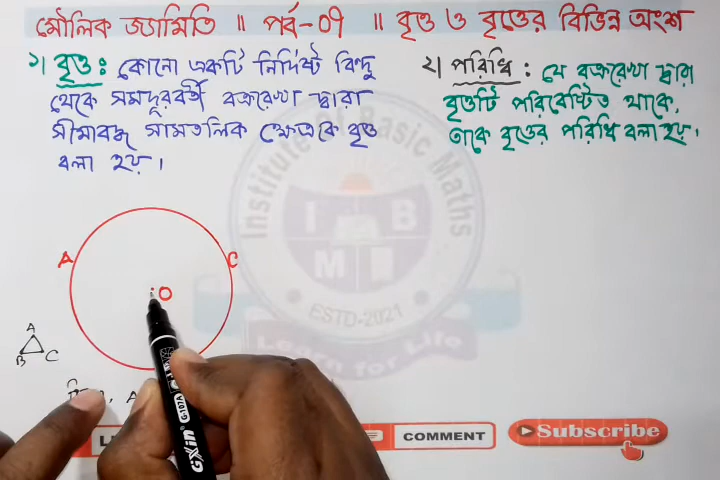 মৌলিক জ্যামিতি ॥ পর্ব-০৭ ॥ বৃত্ত ও বৃত্তের বিভিন্ন অংশ
১) বৃত্ত : কোনো একটি নির্দিষ্ট বিন্দু
থেকে সমদূরবর্তী বক্ররেখা দ্বারা
সীমাবদ্ধ সামতলিক ক্ষেত্রকে বৃত্ত
বলা হয়।
২) পরিধি : যে বক্ররেখা দ্বারা
বৃত্তটি পরিবেষ্টিত থাকে,
তাকে বৃত্তের পরিধি বলা হয়।
Institute of Basic Maths
I B
M
ESTD-2021
Learn for Life
A
C
O
A
B
C
, A
COMMENT
Subscribe
GXin
G-107A